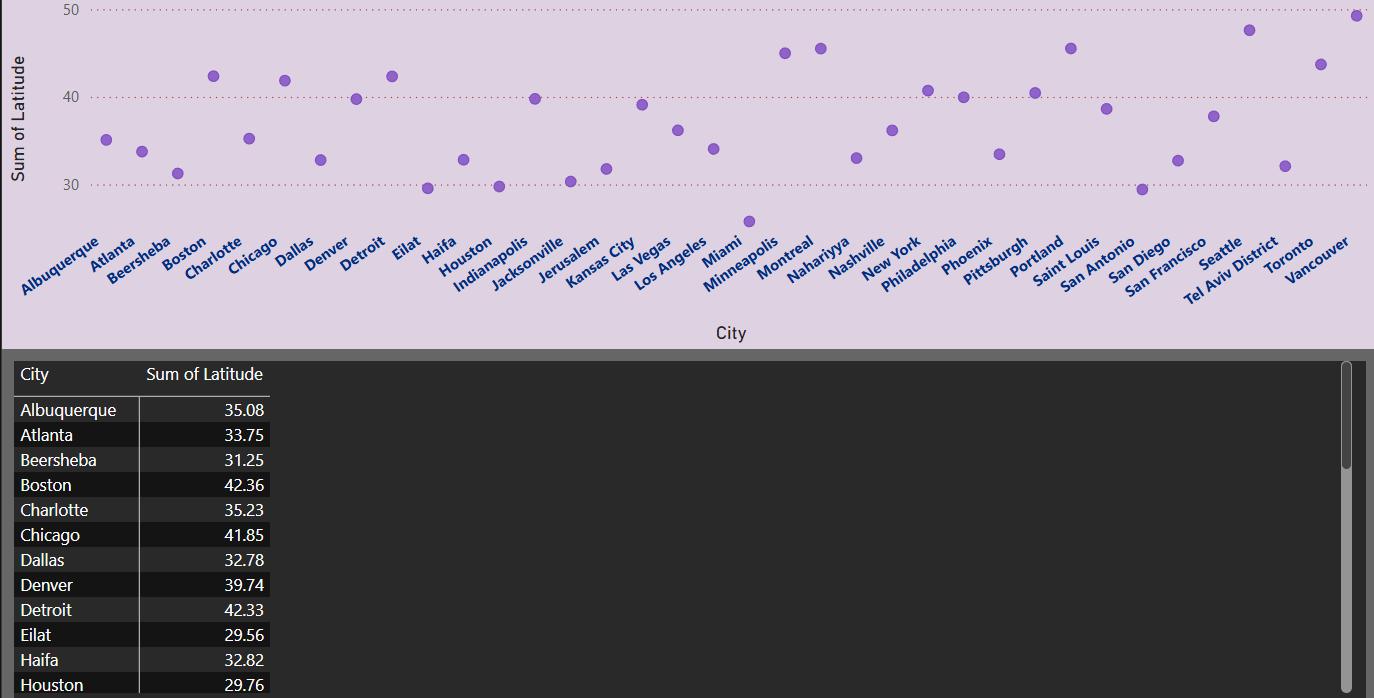 50
40
30
Sum of Latitude
Albuquerque
Atlanta
Beersheba
Boston
Charlotte
Chicago
Dallas
Denver
Detroit
Eilat
Haifa
Houston
Indianapolis
Jacksonville
Jerusalem
Kansas City
Las Vegas
Los Angeles
Miami
Minneapolis
Montreal
Nahariyya
Nashville
New York
Philadelphia
Phoenix
Pittsburgh
Portland
Saint Louis
San Antonio
San Diego
San Francisco
Seattle
Tel Aviv District
Toronto
Vancouver
City
City Sum of Latitude
Albuquerque 35.08
Atlanta 33.75
Beersheba 31.25
Boston 42.36
Charlotte 35.23
Chicago 41.85
Dallas 32.78
Denver 39.74
Detroit 42.33
Eilat 29.56
Haifa 32.82
Houston 29.76